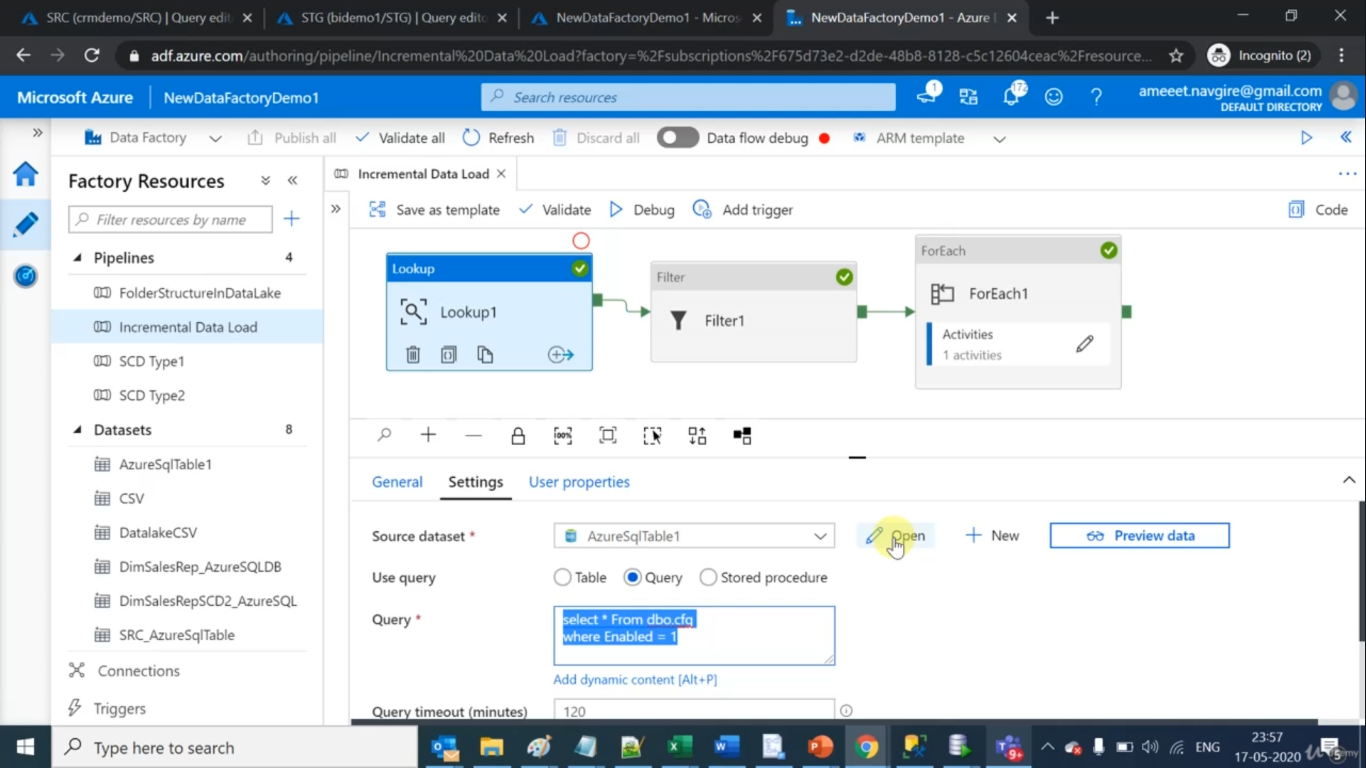 SRC (crmdemo/SRC) | Query edit
STG (bidemo1/STG) | Query edito
NewDataFactoryDemo1 - Micros
NewDataFactoryDemo1 - Azure
adf.azure.com/authoring/pipeline/Incremental%20Data%20Load?factory=%2Fsubscriptions%2F675d73e2-d2de-48b8-8128-c5c12604ceac%2Fresource...
Incognito (2)
Microsoft Azure
NewDataFactoryDemo1
Search resources
1
172
ameeet.navgire@gmail.com
DEFAULT DIRECTORY
Data Factory
Publish all
Validate all
Refresh
Discard all
Data flow debug
ARM template
Factory Resources
Filter resources by name
Pipelines 4
FolderStructureInDataLake
Incremental Data Load
SCD Type1
SCD Type2
Datasets 8
AzureSqlTable1
CSV
DatalakeCSV
DimSalesRep_AzureSQLDB
DimSalesRepSCD2_AzureSQL
SRC_AzureSqlTable
Connections
Triggers
Incremental Data Load
Save as template
Validate
Debug
Add trigger
Code
Lookup
Lookup1
Filter
Filter1
ForEach
ForEach1
Activities
1 activities
100%
General
Settings
User properties
Source dataset *
AzureSqlTable1
Open
New
Preview data
Use query
Table
Query
Stored procedure
Query *
select * From dbo.cfg
where Enabled = 1
Add dynamic content [Alt+P]
Query timeout (minutes)
120
Type here to search
9+
ENG
23:57
17-05-2020
5